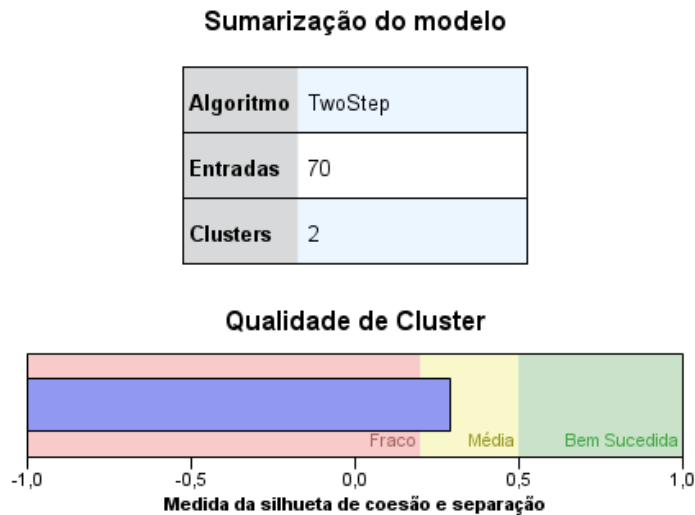 Sumarização do modelo
Algoritmo TwoStep
Entradas 70
Clusters 2
Qualidade de Cluster
Fraco Média Bem Sucedida
-1,0 -0,5 0,0 0,5 1,0
Medida da silhueta de coesão e separação